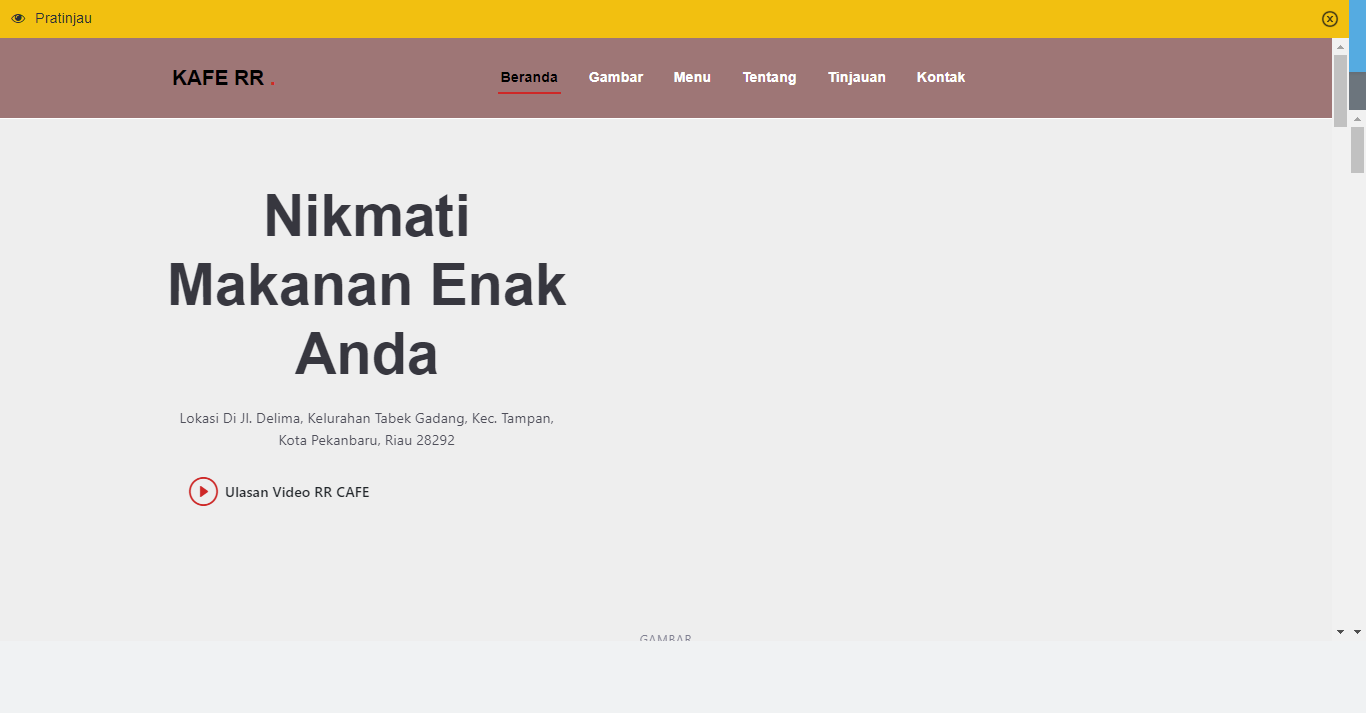 Pratinjau
KAFE RR .
Beranda Gambar Menu Tentang Tinjauan Kontak
Nikmati
Makanan Enak
Anda
Lokasi Di Jl. Delima, Kelurahan Tabek Gadang, Kec. Tampan,
Kota Pekanbaru, Riau 28292
Ulasan Video RR CAFE
GAMBAR